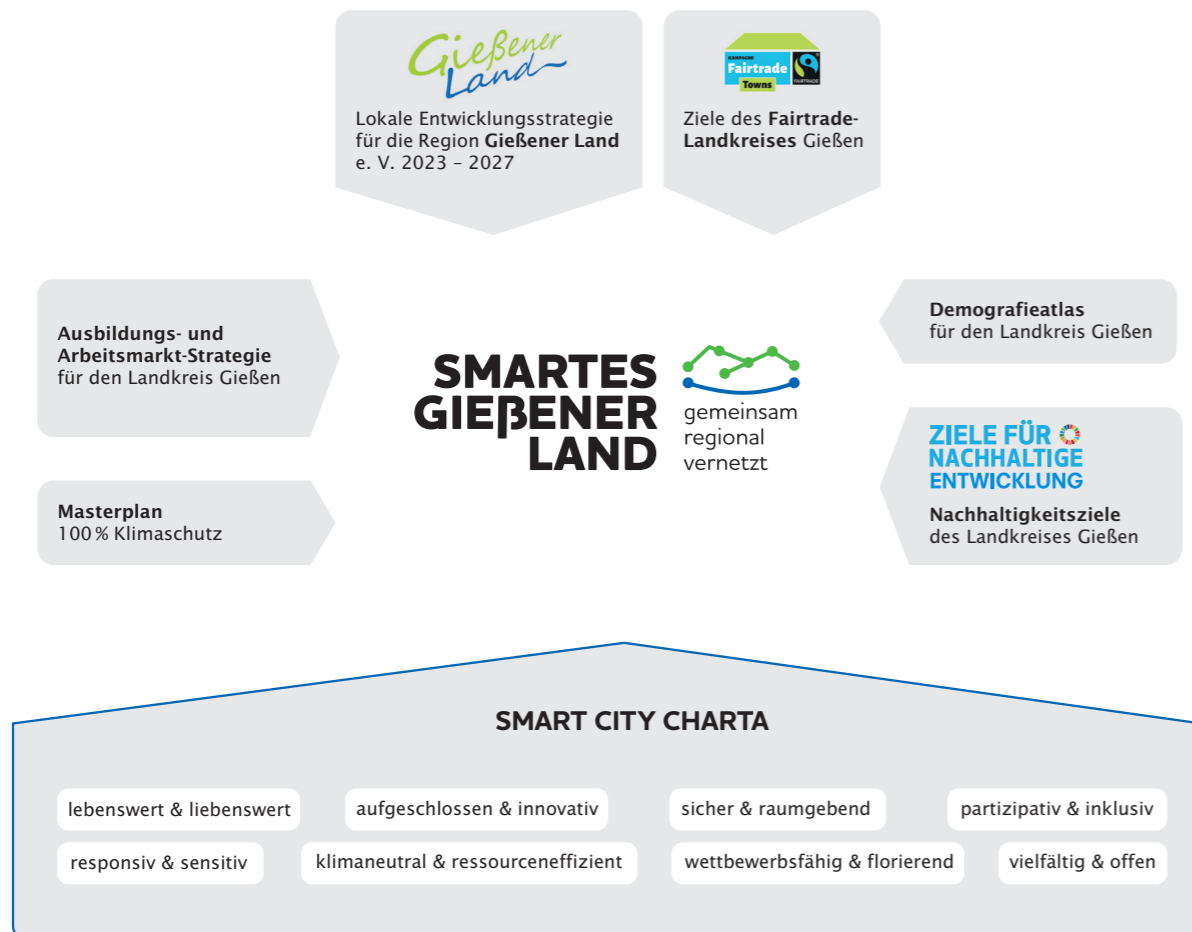 Gießener
Land
Lokale Entwicklungsstrategie
für die Region Gießener Land
e. V. 2023 – 2027
KAMPAGNE
Fairtrade
Towns
FAIRTRADE
Ziele des Fairtrade-
Landkreises Gießen
Ausbildungs- und
Arbeitsmarkt-Strategie
für den Landkreis Gießen
Masterplan
100 % Klimaschutz
SMARTES
GIEßENER
LAND
gemeinsam
regional
vernetzt
Demografieatlas
für den Landkreis Gießen
ZIELE FÜR
NACHHALTIGE
ENTWICKLUNG
Nachhaltigkeitsziele
des Landkreises Gießen
SMART CITY CHARTA
lebenswert & liebenswert
aufgeschlossen & innovativ
sicher & raumgebend
partizipativ & inklusiv
responsiv & sensitiv
klimaneutral & ressourceneffizient
wettbewerbsfähig & florierend
vielfältig & offen